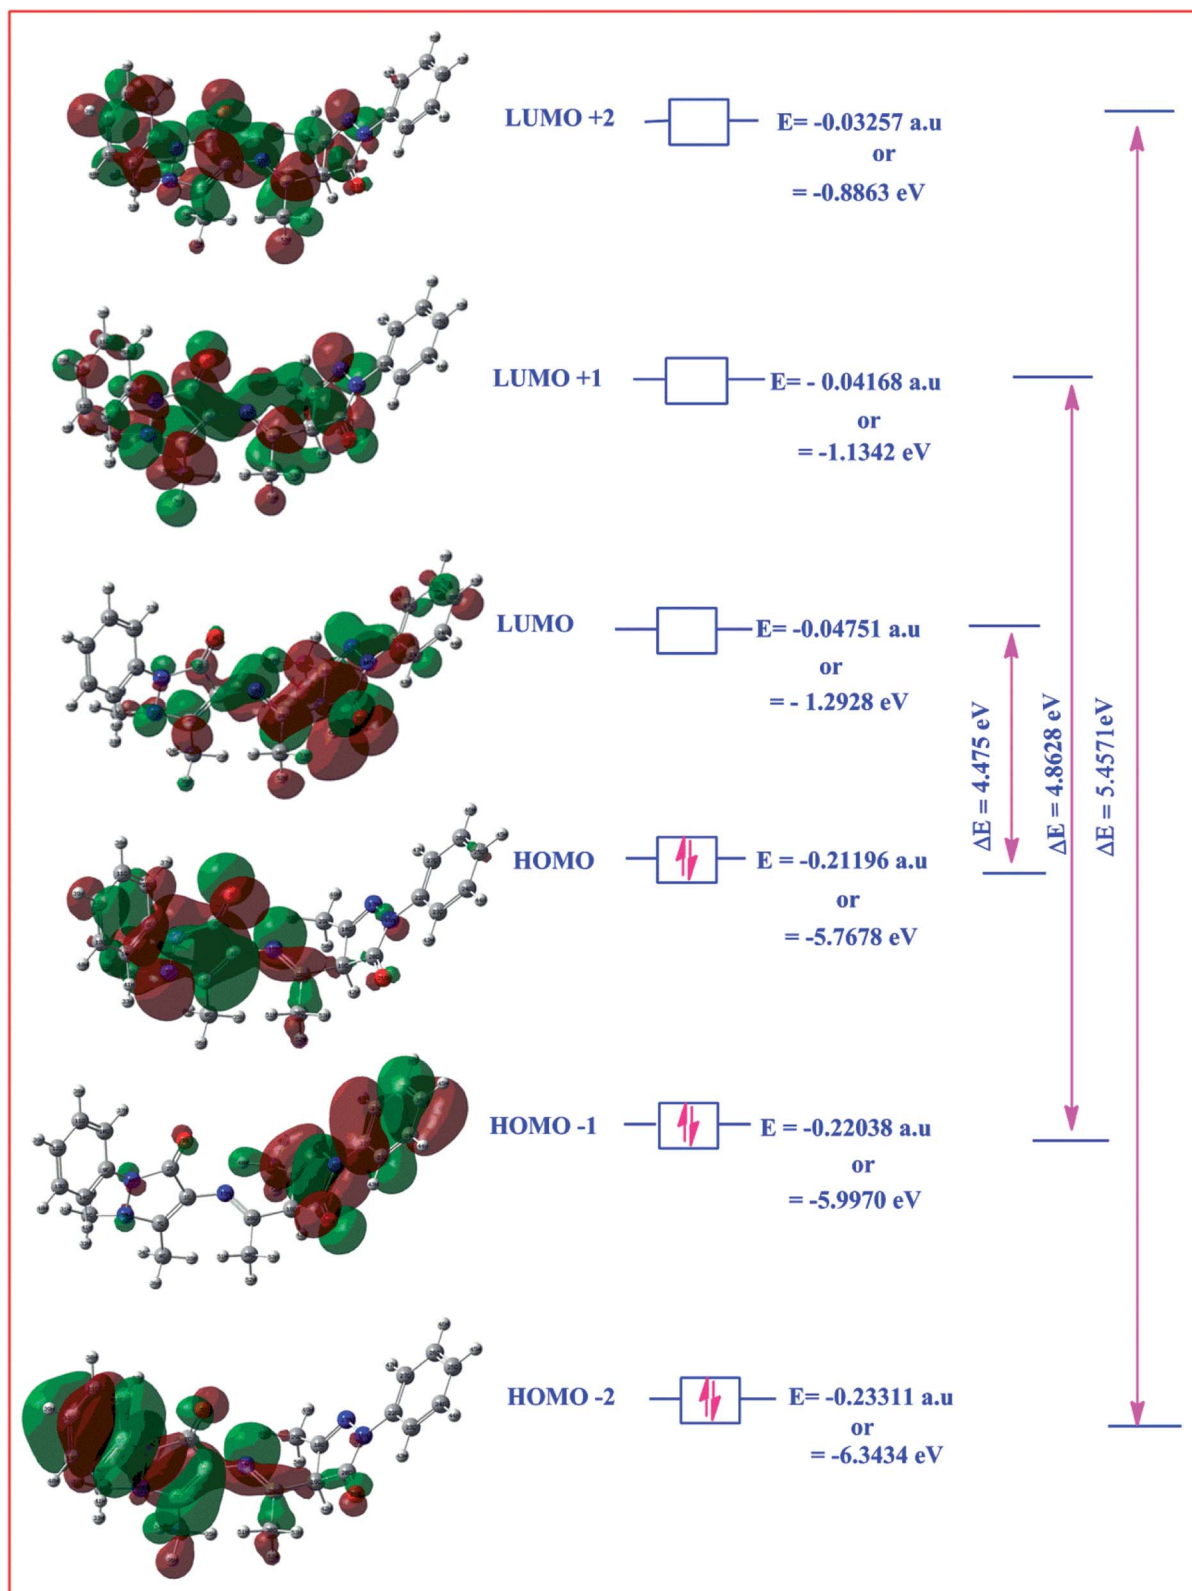 LUMO +2
E= -0.03257 a.u
or
= -0.8863 eV
LUMO +1
E= - 0.04168 a.u
or
= -1.1342 eV
LUMO
E= -0.04751 a.u
or
= - 1.2928 eV
ΔE = 4.475 eV
ΔE = 4.8628 eV
ΔE = 5.4571eV
HOMO
E = -0.21196 a.u
or
= -5.7678 eV
HOMO -1
E = -0.22038 a.u
or
= -5.9970 eV
HOMO -2
E= -0.23311 a.u
or
= -6.3434 eV